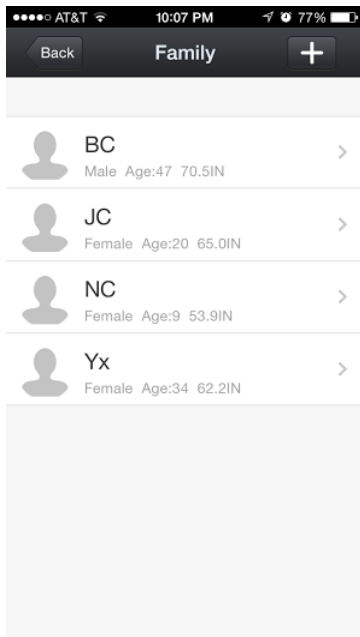 AT&T 10:07 PM 77%
Back Family +
BC
Male Age:47 70.5IN
JC
Female Age:20 65.0IN
NC
Female Age:9 53.9IN
Yx
Female Age:34 62.2IN